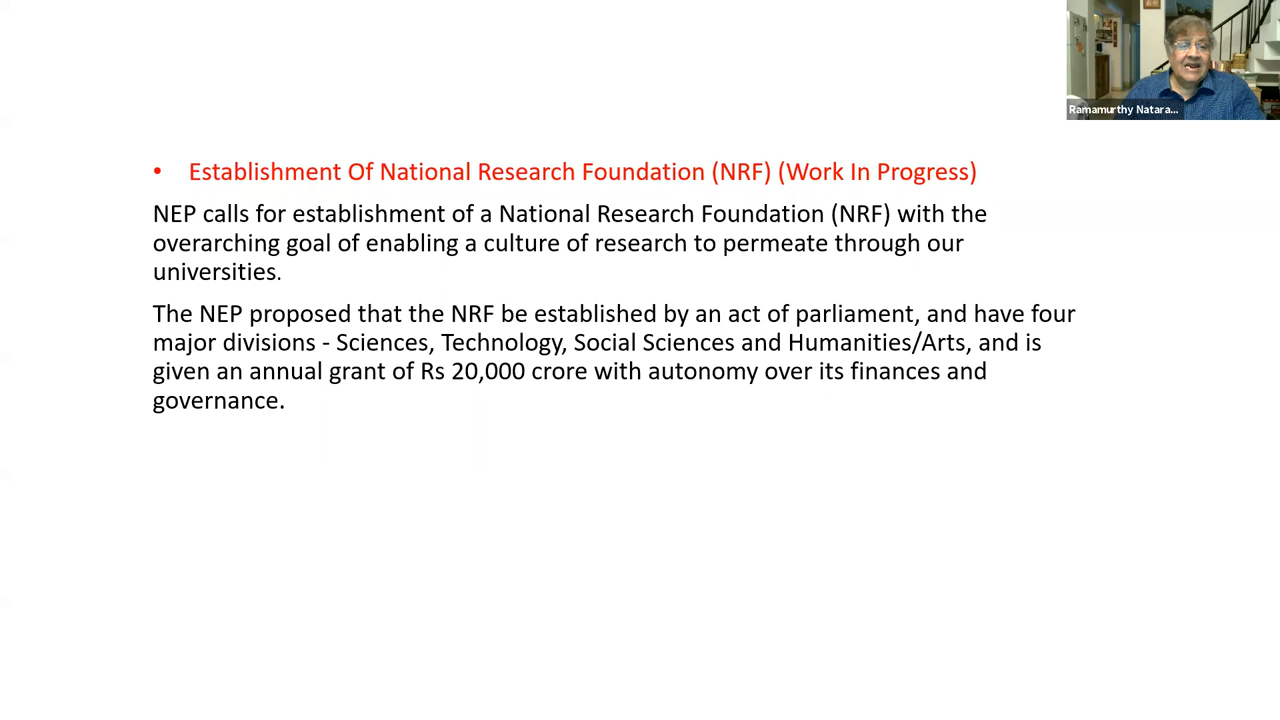 Ramamurthy Natara...
• Establishment Of National Research Foundation (NRF) (Work In Progress)
NEP calls for establishment of a National Research Foundation (NRF) with the
overarching goal of enabling a culture of research to permeate through our
universities.
The NEP proposed that the NRF be established by an act of parliament, and have four
major divisions - Sciences, Technology, Social Sciences and Humanities/Arts, and is
given an annual grant of Rs 20,000 crore with autonomy over its finances and
governance.